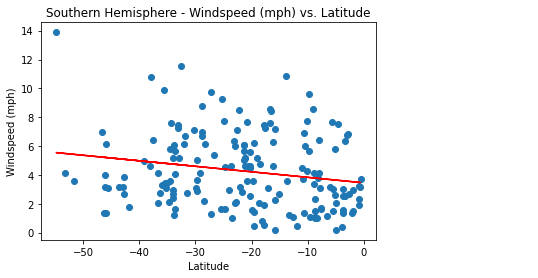 Southern Hemisphere - Windspeed (mph) vs. Latitude
14
12
10
8
6
4
2
0
Windspeed (mph)
−50 −40 −30 −20 −10 0
Latitude